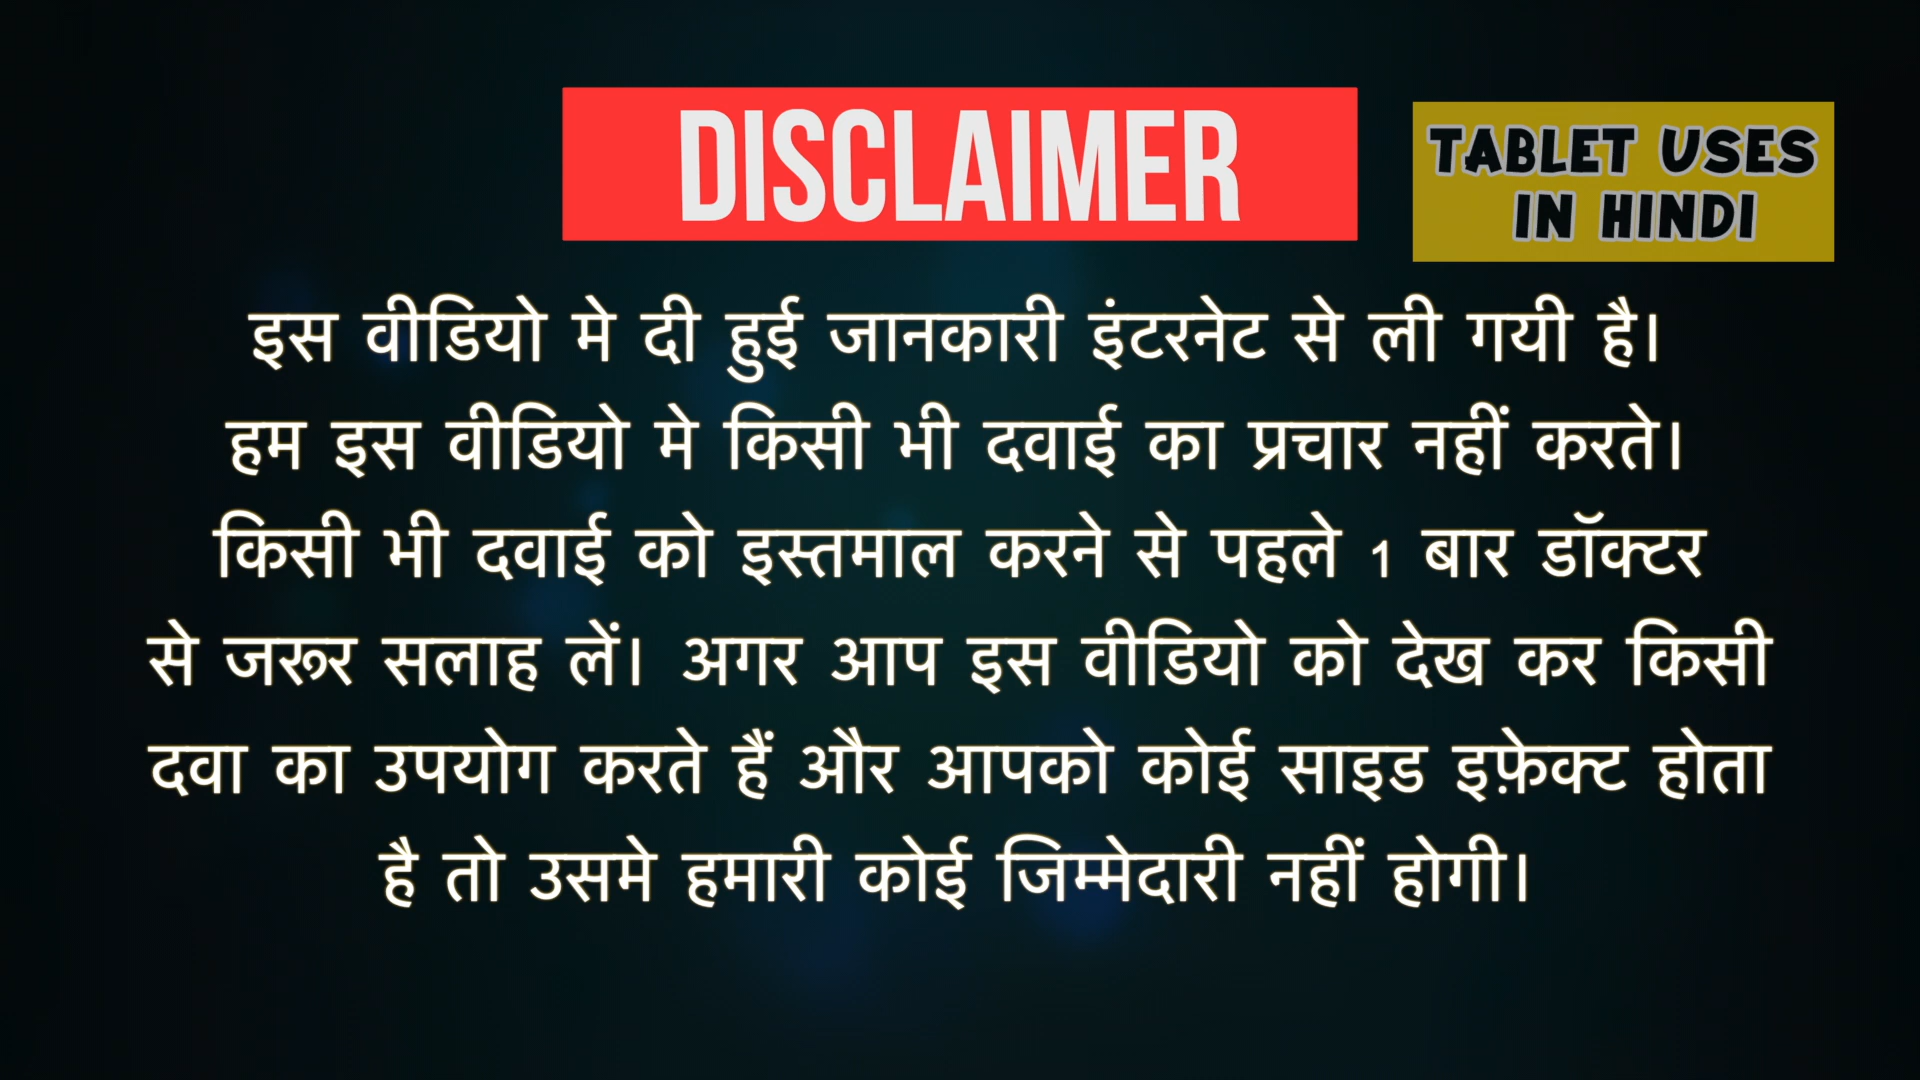 DISCLAIMER
TABLET USES
IN HINDI
इस वीडियो मे दी हुई जानकारी इंटरनेट से ली गयी है।
हम इस वीडियो मे किसी भी दवाई का प्रचार नहीं करते।
किसी भी दवाई को इस्तमाल करने से पहले 1 बार डॉक्टर
से जरूर सलाह लें। अगर आप इस वीडियो को देख कर किसी
दवा का उपयोग करते हैं और आपको कोई साइड इफ़ेक्ट होता
है तो उसमे हमारी कोई जिम्मेदारी नहीं होगी।